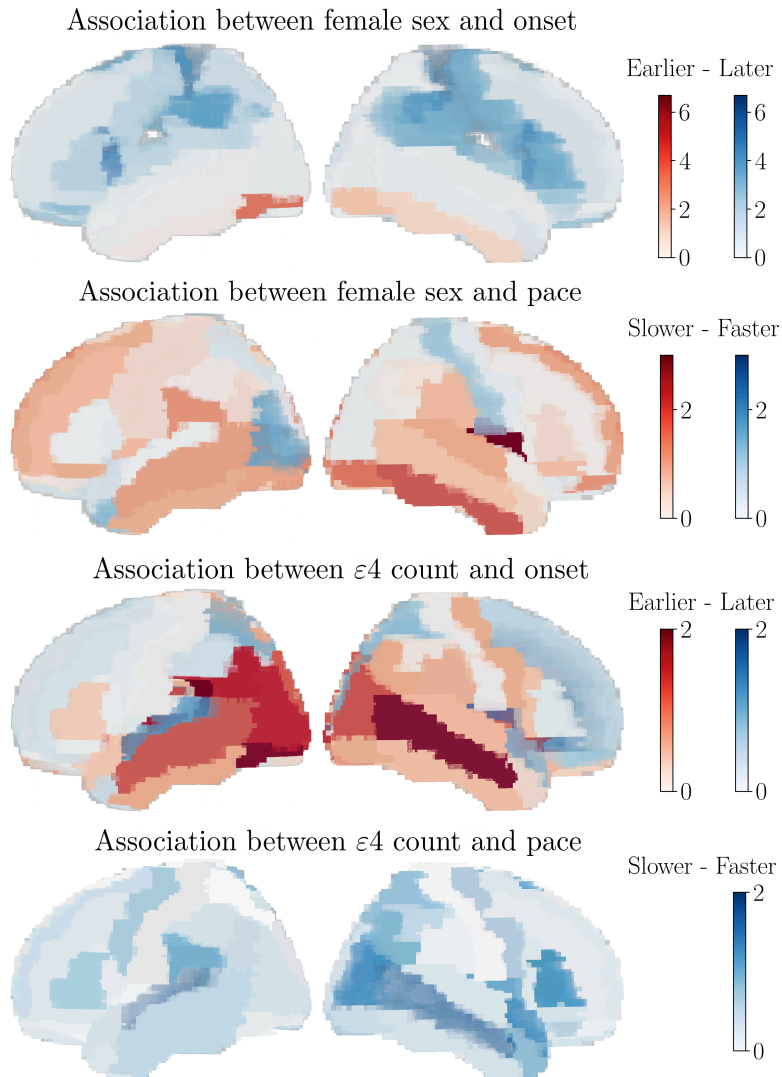 Association between female sex and onset
Earlier - Later
6 6
4 4
2 2
0 0
Association between female sex and pace
Slower - Faster
2 2
0 0
Association between ε4 count and onset
Earlier - Later
2 2
0 0
Association between ε4 count and pace
Slower - Faster
2
0